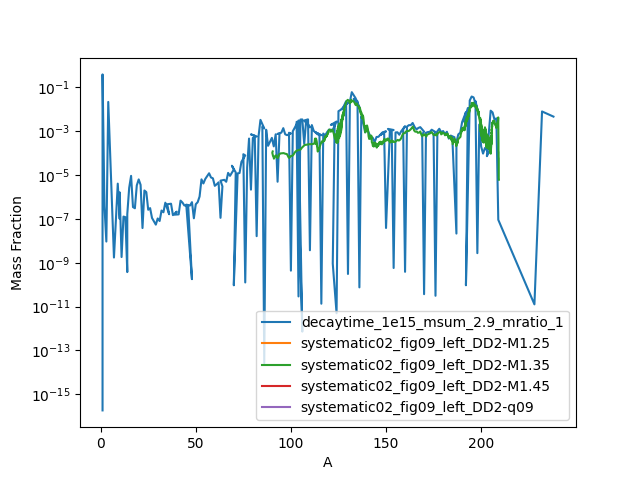 10⁻¹
10⁻³
10⁻⁵
10⁻⁷
10⁻⁹
10⁻¹¹
10⁻¹³
10⁻¹⁵
Mass Fraction
decaytime_1e15_msum_2.9_mratio_1
systematic02_fig09_left_DD2-M1.25
systematic02_fig09_left_DD2-M1.35
systematic02_fig09_left_DD2-M1.45
systematic02_fig09_left_DD2-q09
0 50 100 150 200
A